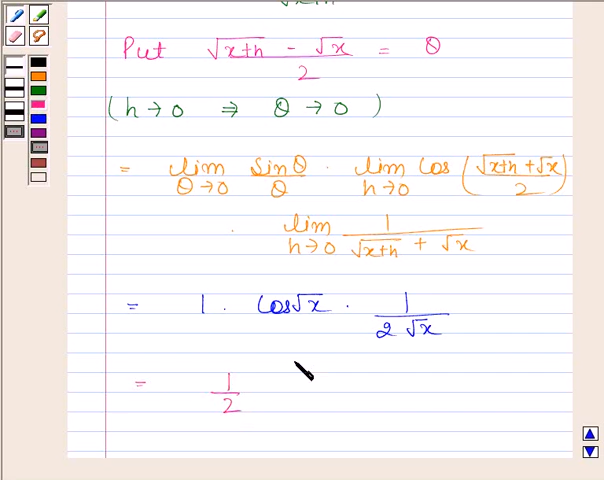 Put (√(x+h) - √x)/2 = θ
(h→0 ⇒ θ→0)
= lim θ→0 sinθ/θ · lim h→0 cos((√(x+h) + √x)/2)
· lim h→0 1/(√(x+h) + √x)
= 1 · cos√x · 1/(2√x)
= 1/2